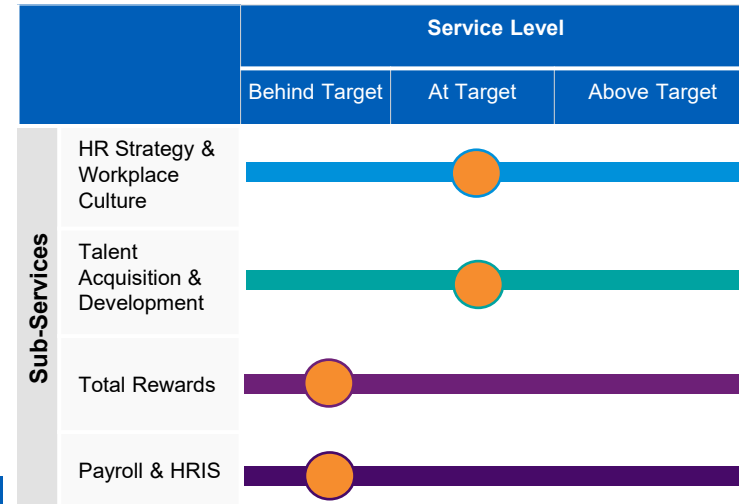 Service Level
Behind Target
At Target
Above Target
Sub-Services
HR Strategy &
Workplace
Culture
Talent
Acquisition &
Development
Total Rewards
Payroll & HRIS